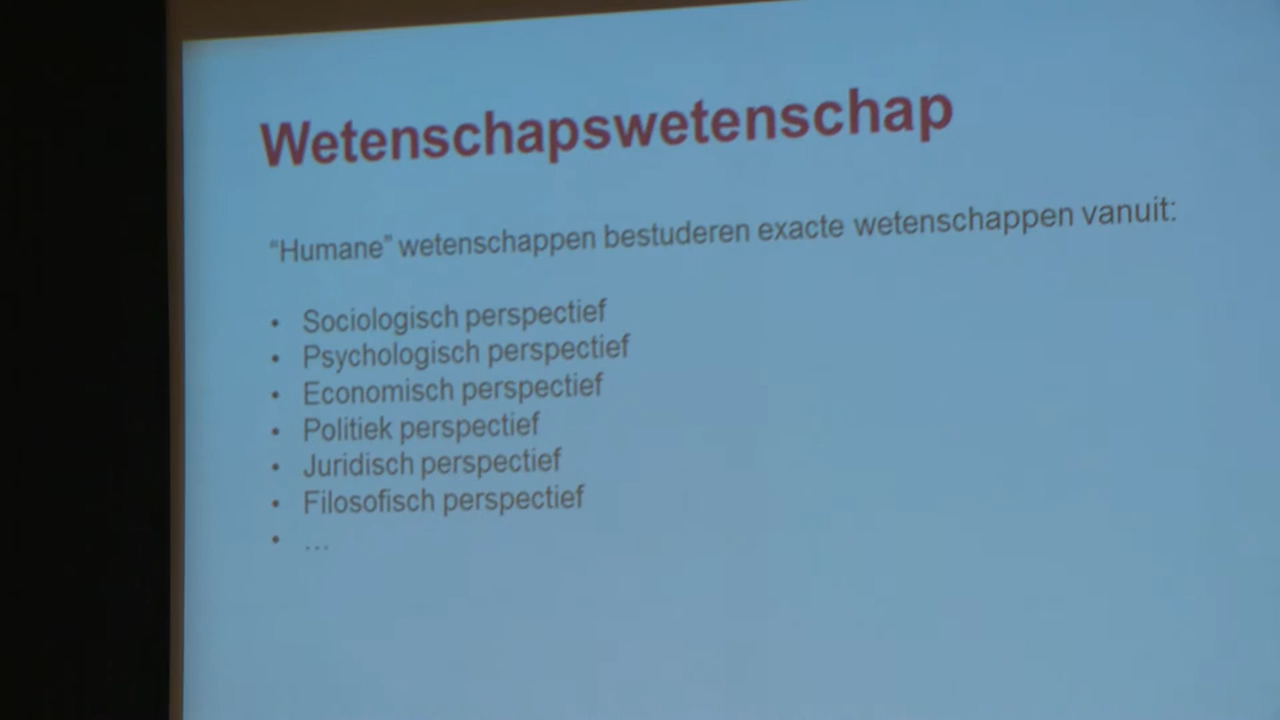 Wetenschapswetenschap
“Humane” wetenschappen bestuderen exacte wetenschappen vanuit:
• Sociologisch perspectief
• Psychologisch perspectief
• Economisch perspectief
• Politiek perspectief
• Juridisch perspectief
• Filosofisch perspectief
• ...